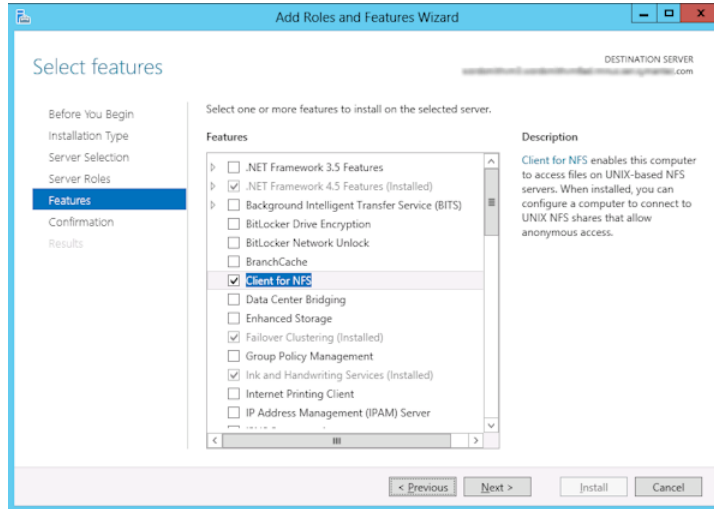 Add Roles and Features Wizard
Select features
DESTINATION SERVER
.com
Before You Begin
Installation Type
Server Selection
Server Roles
Features
Confirmation
Results
Select one or more features to install on the selected server.
Features
.NET Framework 3.5 Features
.NET Framework 4.5 Features (Installed)
Background Intelligent Transfer Service (BITS)
BitLocker Drive Encryption
BitLocker Network Unlock
BranchCache
Client for NFS
Data Center Bridging
Enhanced Storage
Failover Clustering (Installed)
Group Policy Management
Ink and Handwriting Services (Installed)
Internet Printing Client
IP Address Management (IPAM) Server
Description
Client for NFS enables this computer
to access files on UNIX-based NFS
servers. When installed, you can
configure a computer to connect to
UNIX NFS shares that allow
anonymous access.
< Previous
Next >
Install
Cancel